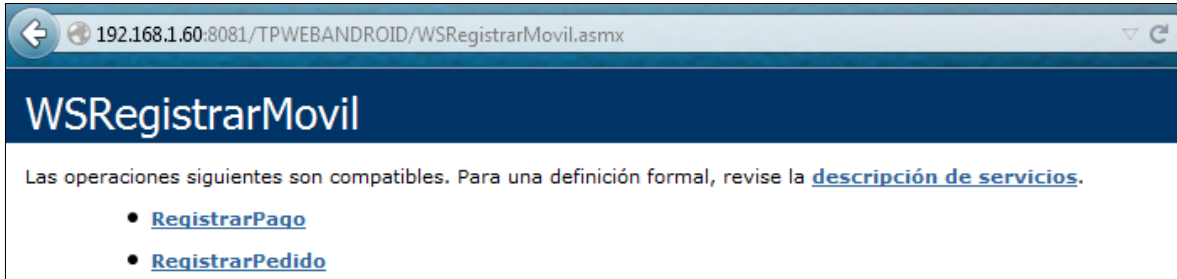 192.168.1.60:8081/TPWEBANDROID/WSRegistrarMovil.asmx
WSRegistrarMovil
Las operaciones siguientes son compatibles. Para una definición formal, revise la descripción de servicios.
RegistrarPago
RegistrarPedido